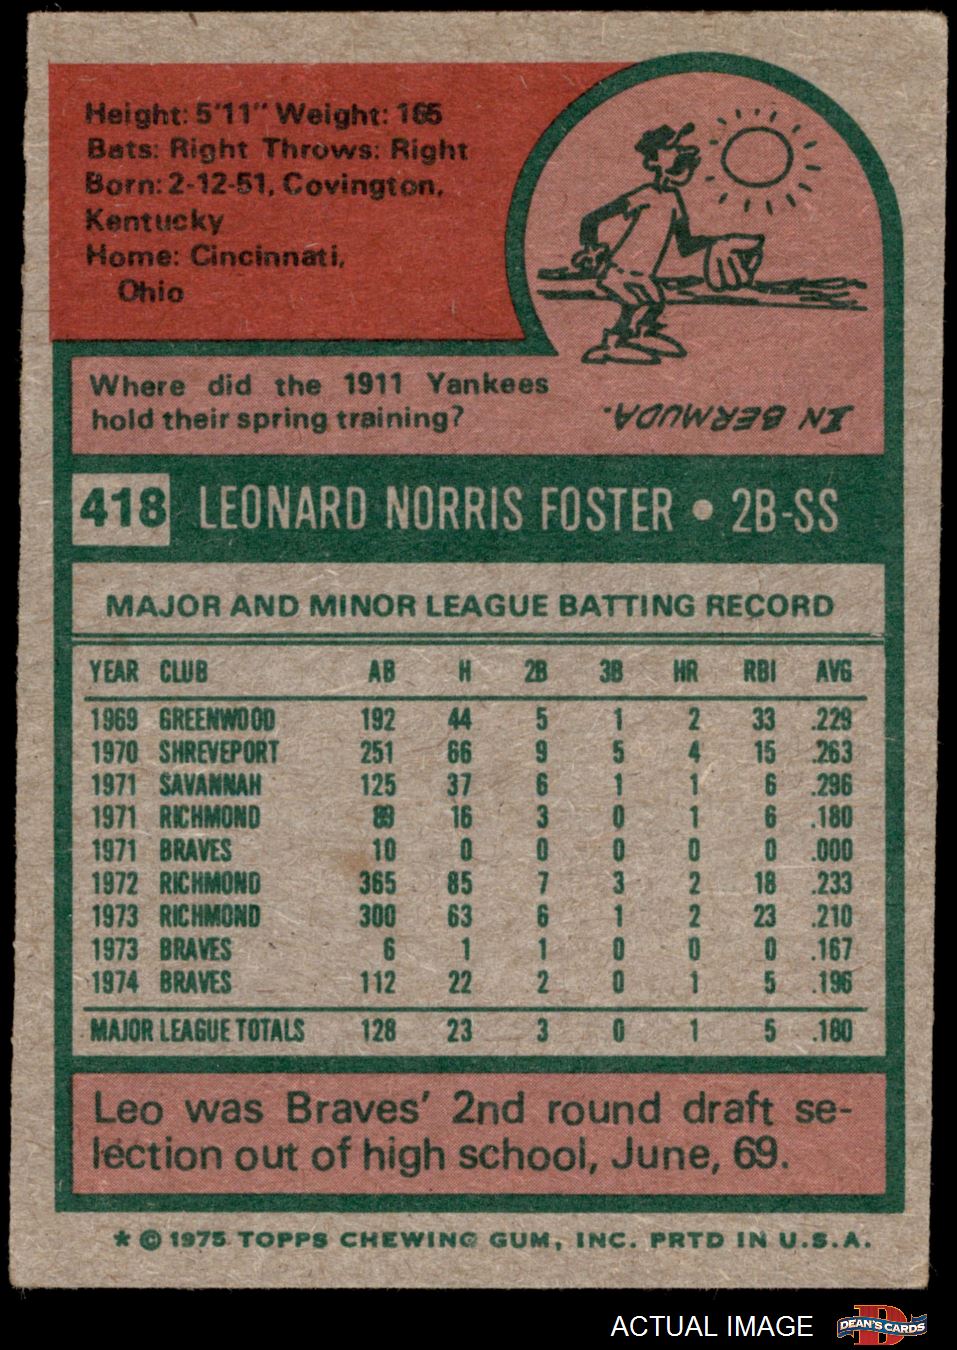 Height: 5'11" Weight: 165
Bats: Right Throws: Right
Born: 2-12-51, Covington,
Kentucky
Home: Cincinnati,
Ohio
Where did the 1911 Yankees
hold their spring training?
IN BERMUDA.
418 LEONARD NORRIS FOSTER • 2B-SS
MAJOR AND MINOR LEAGUE BATTING RECORD
YEAR CLUB AB H 2B 3B HR RBI AVG
1969 GREENWOOD 192 44 5 1 2 33 .229
1970 SHREVEPORT 251 66 9 5 4 15 .263
1971 SAVANNAH 125 37 6 1 1 6 .296
1971 RICHMOND 89 16 3 0 1 6 .180
1971 BRAVES 10 0 0 0 0 0 .000
1972 RICHMOND 365 85 7 3 2 18 .233
1973 RICHMOND 300 63 6 1 2 23 .210
1973 BRAVES 6 1 1 0 0 0 .167
1974 BRAVES 112 22 2 0 1 5 .196
MAJOR LEAGUE TOTALS 128 23 3 0 1 5 .180
Leo was Braves' 2nd round draft se-
lection out of high school, June, 69.
* © 1975 TOPPS CHEWING GUM, INC. PRTD IN U.S.A.
ACTUAL IMAGE DEAN'S CARDS